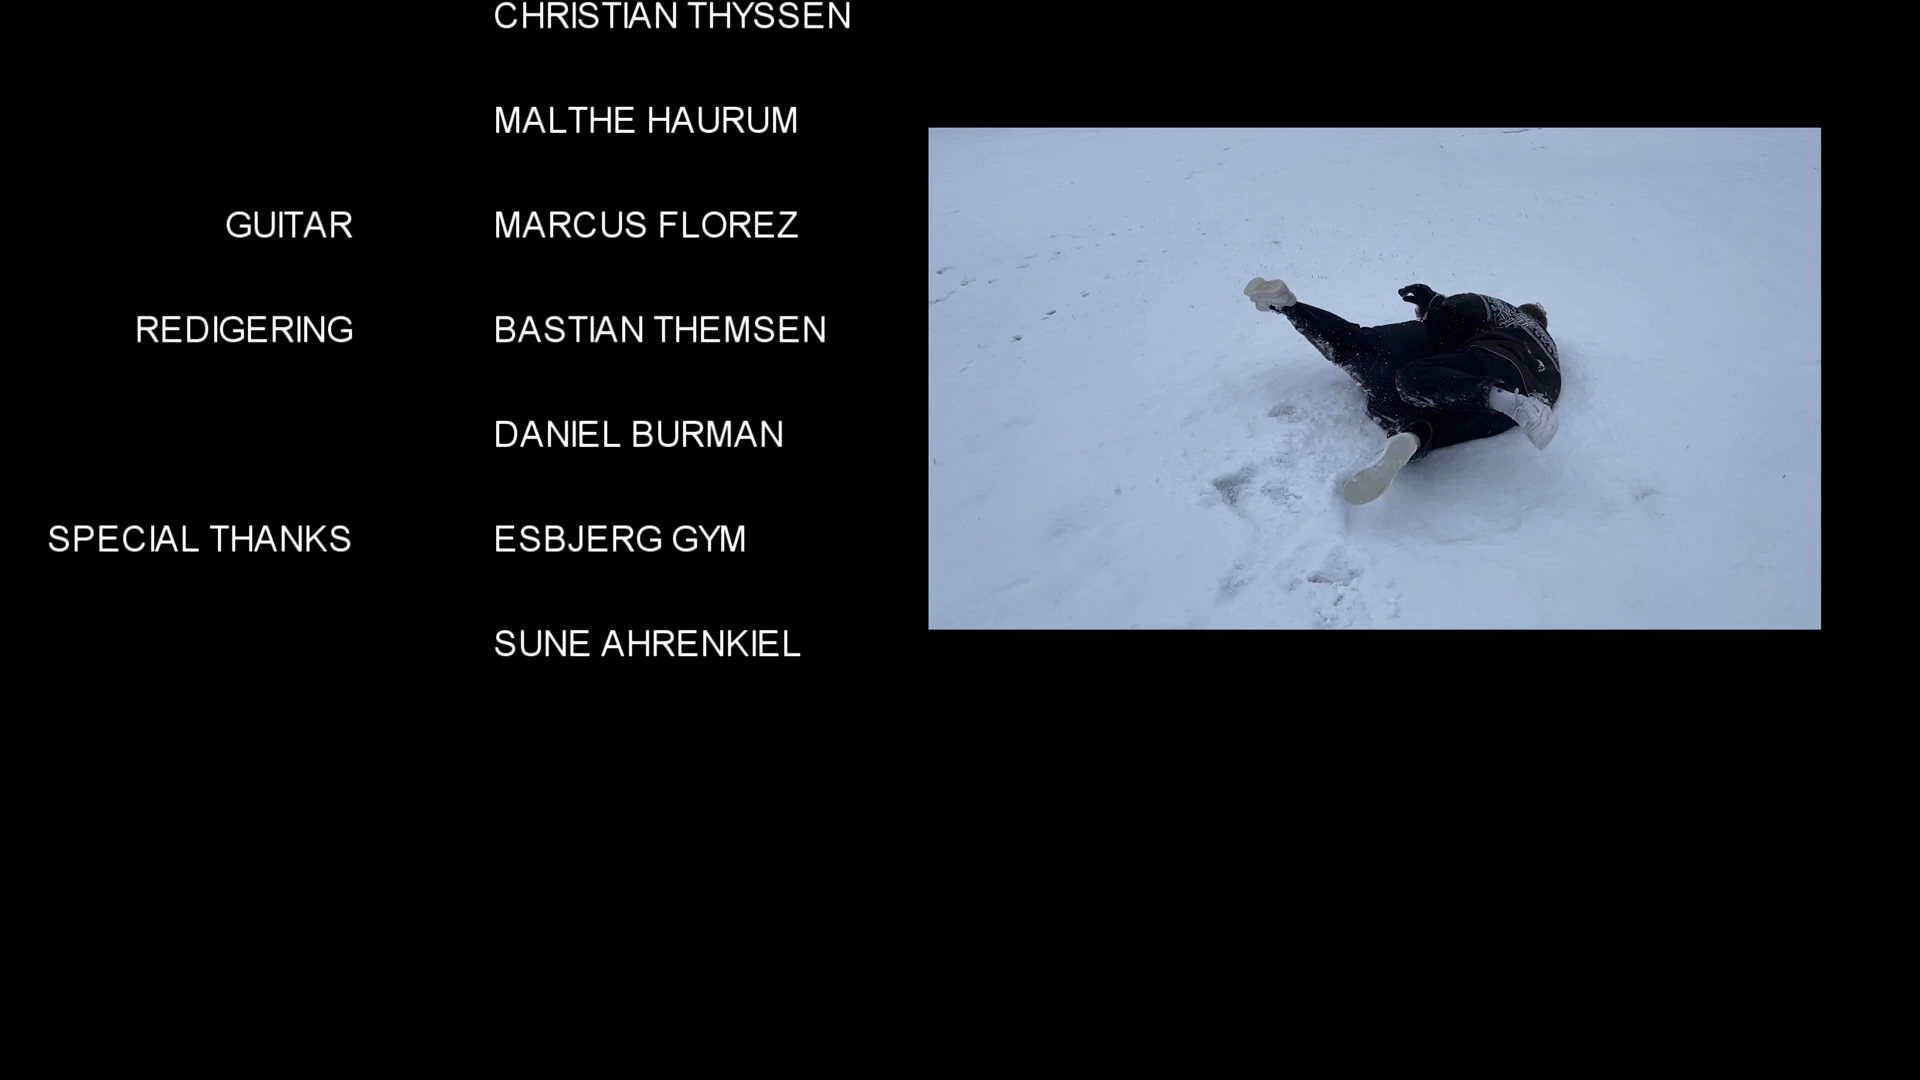 CHRISTIAN THYSSEN
MALTHE HAURUM
GUITAR MARCUS FLOREZ
REDIGERING BASTIAN THEMSEN
DANIEL BURMAN
SPECIAL THANKS ESBJERG GYM
SUNE AHRENKIEL